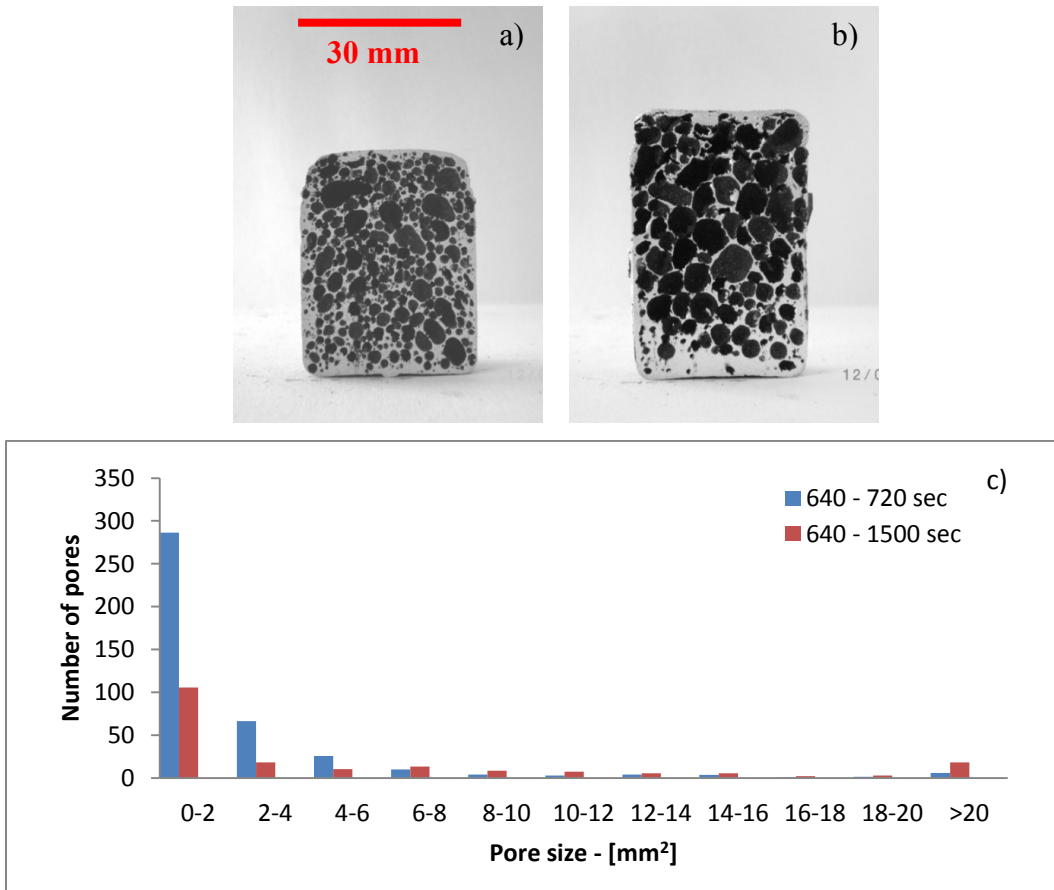 a)
30 mm
b)
12/0
12/0
350
300
250
200
150
100
50
0
Number of pores
c)
640 - 720 sec
640 - 1500 sec
0-2 2-4 4-6 6-8 8-10 10-12 12-14 14-16 16-18 18-20 >20
Pore size - [mm²]